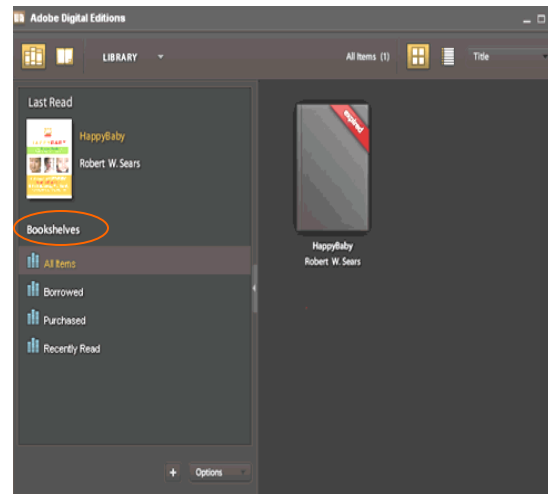 Adobe Digital Editions
LIBRARY
All Items (1)
Title
Last Read
HappyBaby
Robert W. Sears
Bookshelves
All Items
Borrowed
Purchased
Recently Read
+ Options
expired
HappyBaby
Robert W. Sears